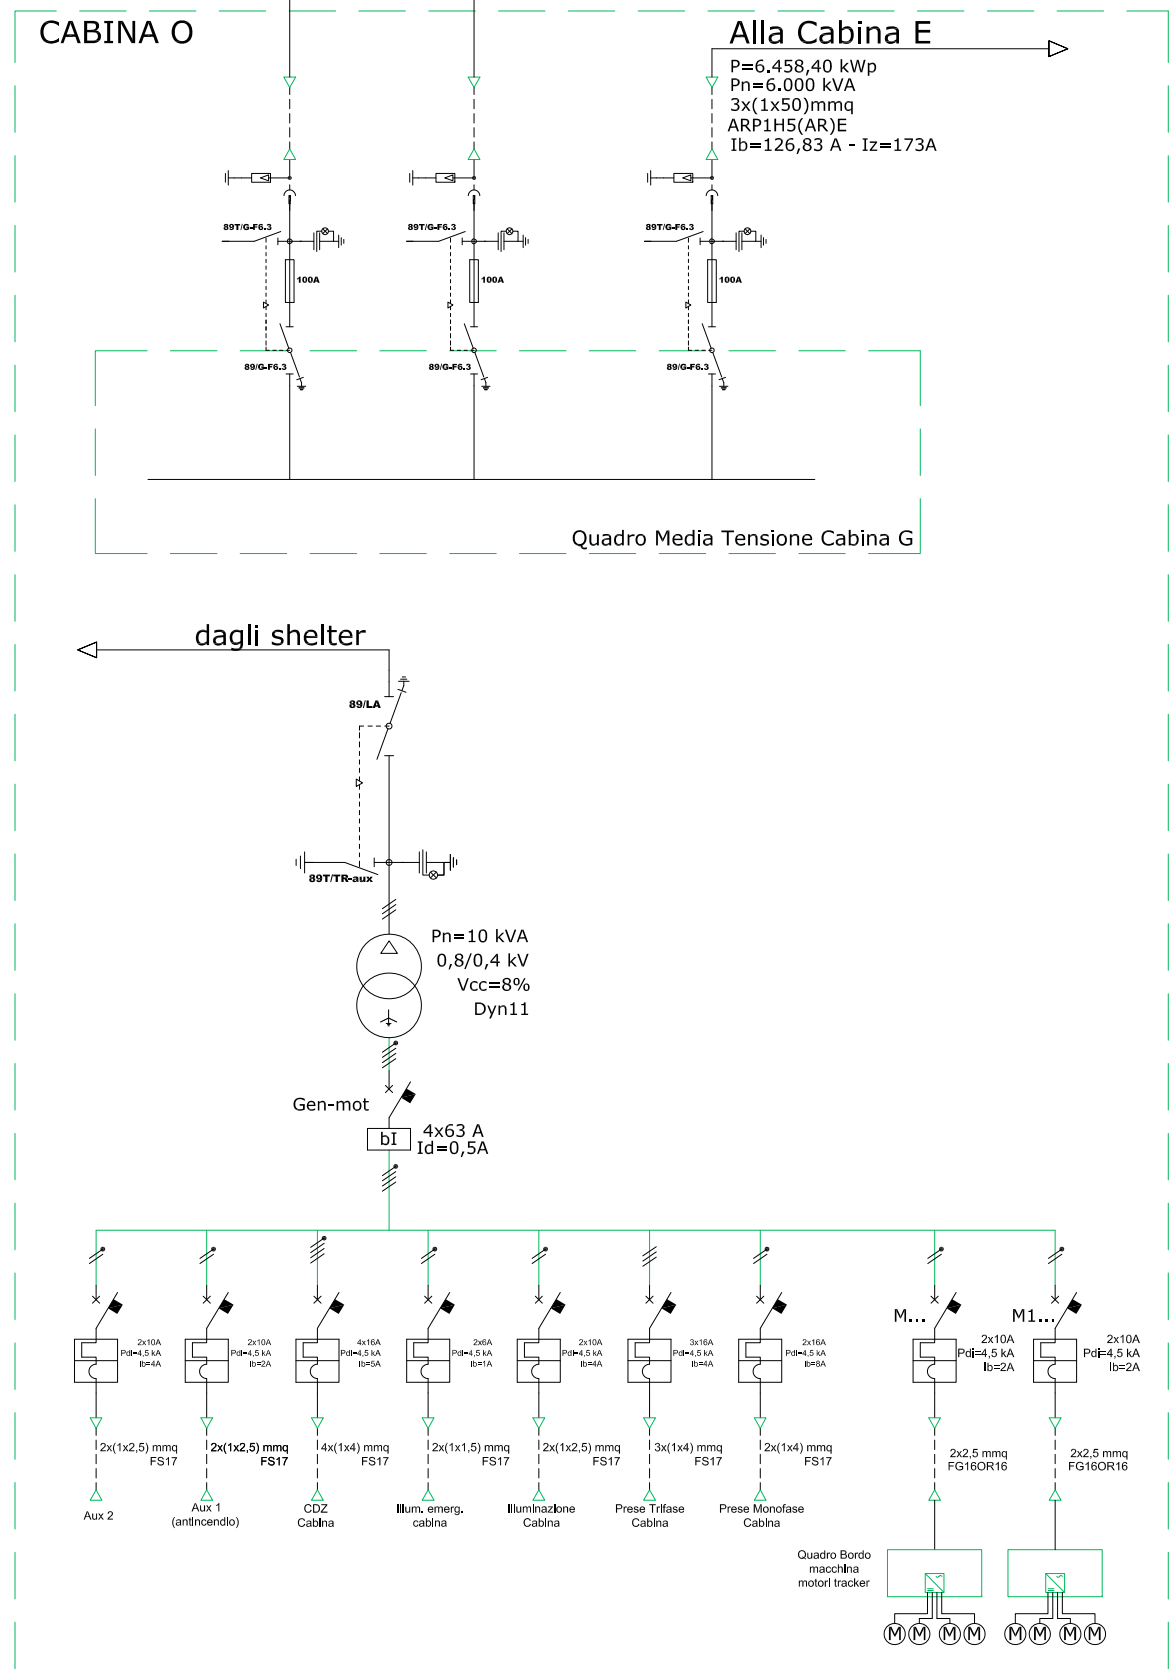 CABINA O
Alla Cabina E
P=6.458,40 kWp
Pn=6.000 kVA
3x(1x50)mmq
ARP1H5(AR)E
Ib=126,83 A - Iz=173A
89T/G-F6.3
89T/G-F6.3
89T/G-F6.3
100A
100A
100A
89/G-F6.3
89/G-F6.3
89/G-F6.3
Quadro Media Tensione Cabina G
dagli shelter
89/LA
89T/TR-aux
Pn=10 kVA
0,8/0,4 kV
Vcc=8%
Dyn11
Gen-mot
bI
4x63 A
Id=0,5A
2x10A
Pdi=4,5 kA
Ib=4A
2x10A
Pdi=4,5 kA
Ib=2A
4x16A
Pdi=4,5 kA
Ib=5A
2x6A
Pdi=4,5 kA
Ib=1A
2x10A
Pdi=4,5 kA
Ib=4A
3x16A
Pdi=4,5 kA
Ib=4A
2x16A
Pdi=4,5 kA
Ib=8A
M...
2x10A
Pdi=4,5 kA
Ib=2A
M1...
2x10A
Pdi=4,5 kA
Ib=2A
2x(1x2,5) mmq
FS17
2x(1x2,5) mmq
FS17
4x(1x4) mmq
FS17
2x(1x1,5) mmq
FS17
2x(1x2,5) mmq
FS17
3x(1x4) mmq
FS17
2x(1x4) mmq
FS17
2x2,5 mmq
FG16OR16
2x2,5 mmq
FG16OR16
Aux 2
Aux 1
(antincendio)
CDZ
Cabina
Illum. emerg.
cabina
Illuminazione
Cabina
Prese Trifase
Cabina
Prese Monofase
Cabina
Quadro Bordo
macchina
motori tracker
M M M M
M M M M